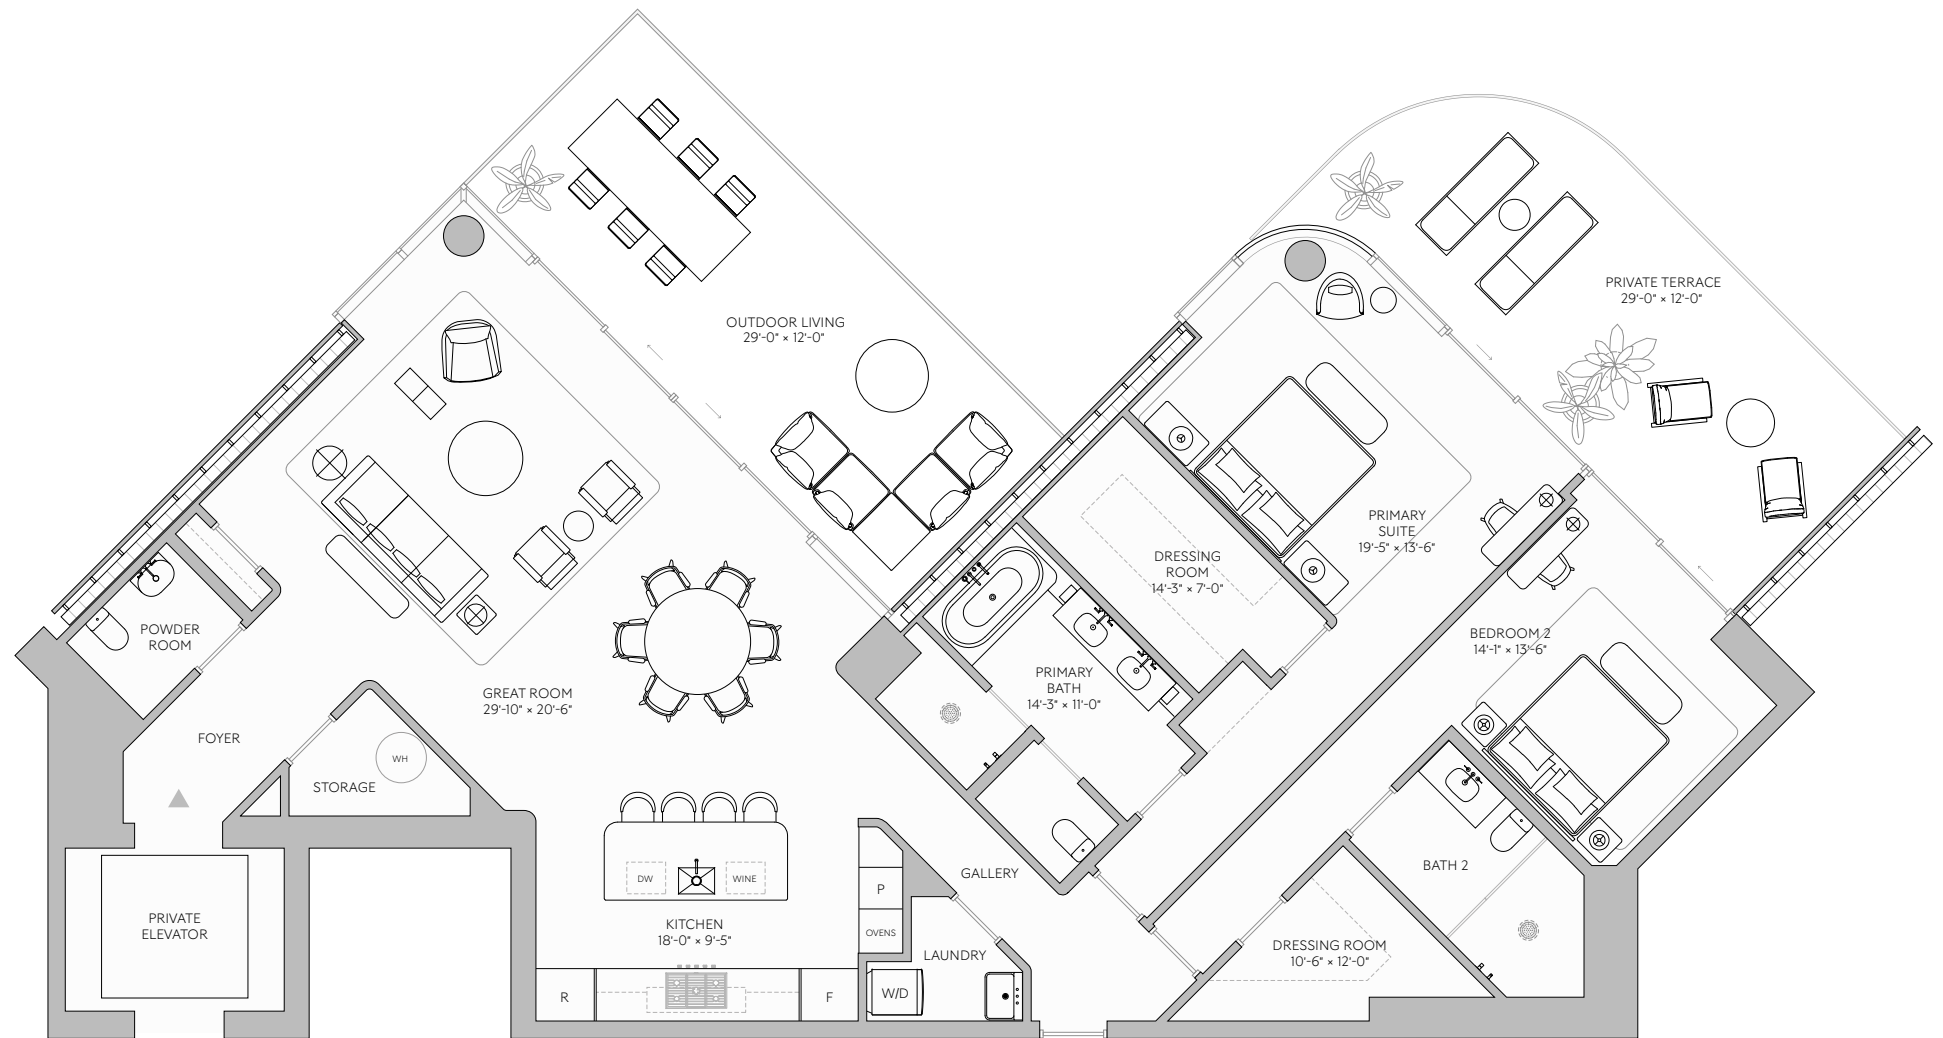 OUTDOOR LIVING
29'-0" × 12'-0"
PRIVATE TERRACE
29'-0" × 12'-0"
PRIMARY
SUITE
19'-5" × 13'-6"
DRESSING
ROOM
14'-3" × 7'-0"
POWDER
ROOM
BEDROOM 2
14'-1" × 13'-6"
PRIMARY
BATH
14'-3" × 11'-0"
GREAT ROOM
29'-10" × 20'-6"
FOYER
WH
STORAGE
BATH 2
GALLERY
DW
WINE
P
PRIVATE
ELEVATOR
KITCHEN
18'-0" × 9'-5"
OVENS
LAUNDRY
DRESSING ROOM
10'-6" × 12'-0"
R
F
W/D